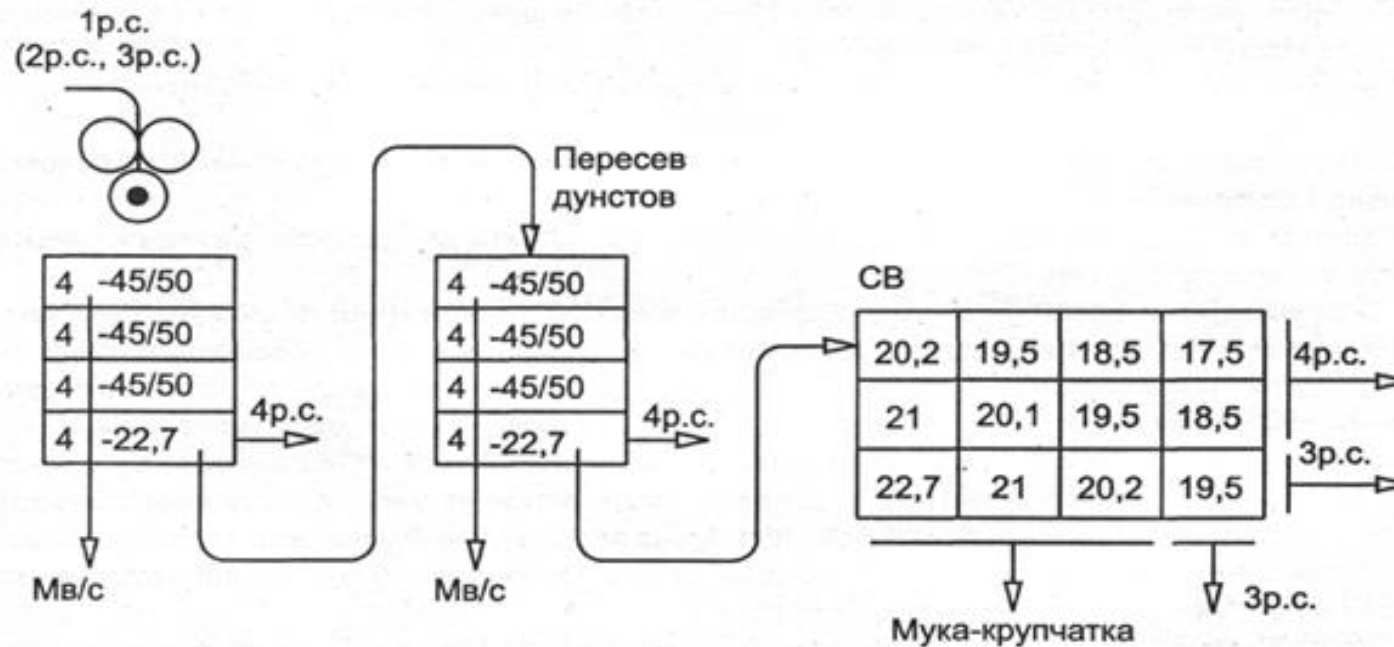 1р.с.
(2р.с., 3р.с.)
Пересев
дунстов
4 -45/50
4 -45/50
4 -45/50
4 -22,7
4р.с.
Мв/с
4 -45/50
4 -45/50
4 -45/50
4 -22,7
4р.с.
Мв/с
СВ
20,2 19,5 18,5 17,5
21 20,1 19,5 18,5
22,7 21 20,2 19,5
4р.с.
3р.с.
3р.с.
Мука-крупчатка